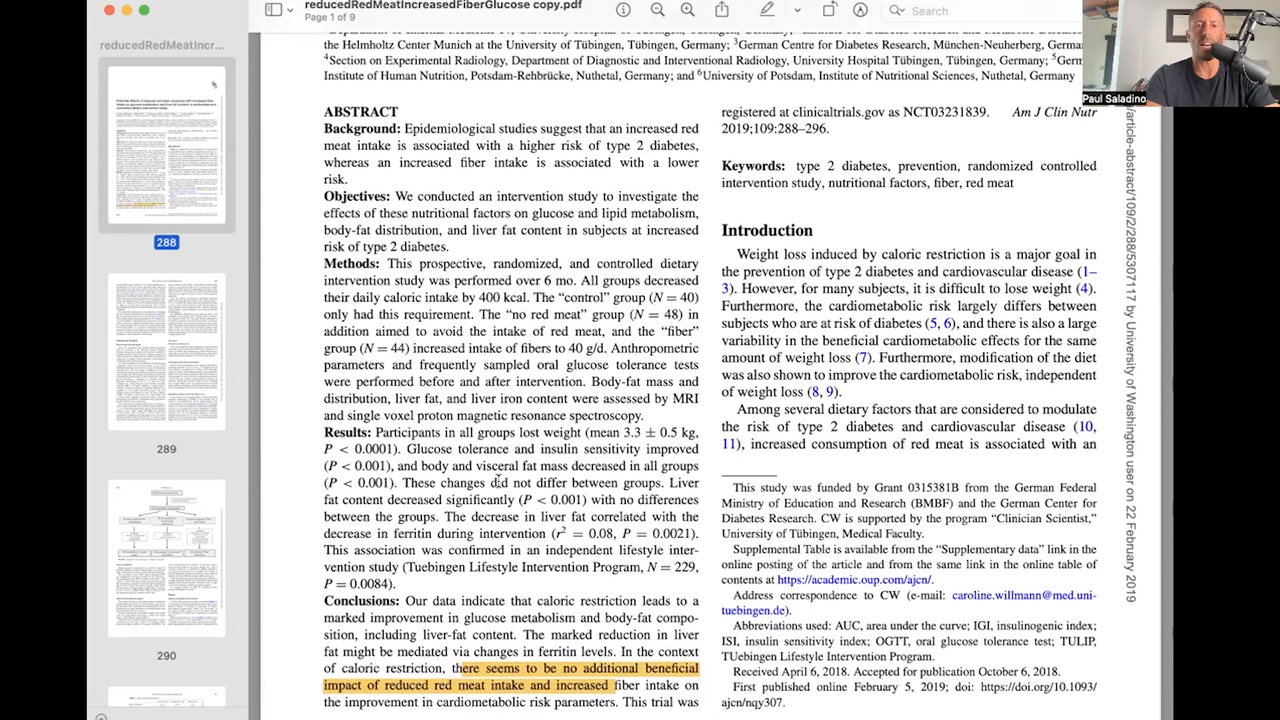 reducedRedMeatIncreasedFiberGlucose copy.pdf
Page 1 of 9
Search
Paul Saladino
reducedRedMeatIncr...
288
289
290
the Helmholtz Center Munich at the University of Tübingen, Tübingen, Germany; 3German Centre for Diabetes Research, München-Neuherberg, Germany;
4Section on Experimental Radiology, Department of Diagnostic and Interventional Radiology, University Hospital Tübingen, Tübingen, Germany; 5
Institute of Human Nutrition, Potsdam-Rehbrücke, Nuthetal, Germany; and 6University of Potsdam, Institute of Nutritional Sciences, Nuthetal, Germany
ABSTRACT
Background: Epidemiological studies suggest that an increased red
meat intake is associated with a higher risk of type 2 diabetes,
whereas an increased fiber intake is associated with a lower
risk.
Objectives: We conducted an intervention study to investigate the
effects of these nutritional factors on glucose and lipid metabolism,
body-fat distribution, and liver fat content in subjects at increased
risk of type 2 diabetes.
Methods: This prospective, randomized, and controlled dietary
intervention study was performed over 6 mo. All groups decreased
their daily caloric intake by 400 kcal. The "control" group (N = 40)
only had this requirement. The "no red meat" group (N = 48) in
addition aimed to avoid the intake of red meat, and the "fiber"
group (N = 44) increased intake of fibers to 40 g/d. Anthropometric
parameters and frequently sampled oral glucose tolerance tests
were performed before and after intervention. Body-fat mass and
distribution, liver fat, and liver iron content were assessed by MRI
and single voxel proton magnetic resonance spectroscopy.
Results: Participants in all groups lost weight (mean 3.3 ± 0.5 kg,
P < 0.0001). Glucose tolerance and insulin sensitivity improved
(P < 0.001), and body and visceral fat mass decreased in all groups
(P < 0.001). These changes did not differ between groups. Liver
fat content decreased significantly (P < 0.001) with no differences
between the groups. The decrease in liver fat correlated with the
decrease in ferritin during intervention (r2 = 0.08, P = 0.0021).
This association was confirmed in an independent lifestyle inter-
vention study (Tuebingen Lifestyle Intervention Program, N = 229,
P = 0.0084).
Conclusions: Our data indicate that caloric restriction leads to a
marked improvement in glucose metabolism and body-fat compo-
sition, including liver-fat content. The marked reduction in liver
fat might be mediated via changes in ferritin levels. In the context
of caloric restriction, there seems to be no additional beneficial
impact of reduced red meat intake and increased fiber intake on
the improvement in cardiometabolic risk parameters. This trial was
registered at clinicaltrials.gov as NCT03231839. Am J Clin Nutr
2019;109:288–296.
Keywords: type 2 diabetes, prevention, randomized controlled
intervention study, nutritional factors, fiber, red meat
Introduction
Weight loss induced by caloric restriction is a major goal in
the prevention of type 2 diabetes and cardiovascular disease (1–
3). However, for many subjects, it is difficult to lose weight (4).
Furthermore, the amount of weight loss largely differs between
subjects who are at risk of diabetes (5, 6), and there is also a large
variability in the beneficial cardiometabolic effects for the same
amount of weight loss (7). Furthermore, modification of the diet
was also shown to improve cardiometabolic risk, independent
of weight loss (8, 9).
Among several dietary factors that are considered to modulate
the risk of type 2 diabetes and cardiovascular disease (10,
11), increased consumption of red meat is associated with an
This study was funded by Grant 0315381B from the German Federal
Ministry of Education and Research (BMBF) and the German Center for
Diabetes Research. CW is supported by the program "Clinician Scientist,"
University of Tübingen, Medical Faculty.
Supplemental Tables 1–4 are available from the "Supplementary data" link in the
online posting of the article and from the same link in the online table of
contents at https://academic.oup.com/ajcn/.
Address correspondence to CW (e-mail: caroline.willmann@med.uni-
tuebingen.de).
Abbreviations used: AUC, area under the curve; IGI, insulinogenic index;
ISI, insulin sensitivity index; OGTT, oral glucose tolerance test; TULIP,
TUebingen Lifestyle Intervention Program.
Received April 6, 2018. Accepted for publication October 6, 2018.
First published online February 5, 2019; doi: https://doi.org/10.1093/
ajcn/nqy307.
/article-abstract/109/2/288/5307117 by University of Washington user on 22 February 2019